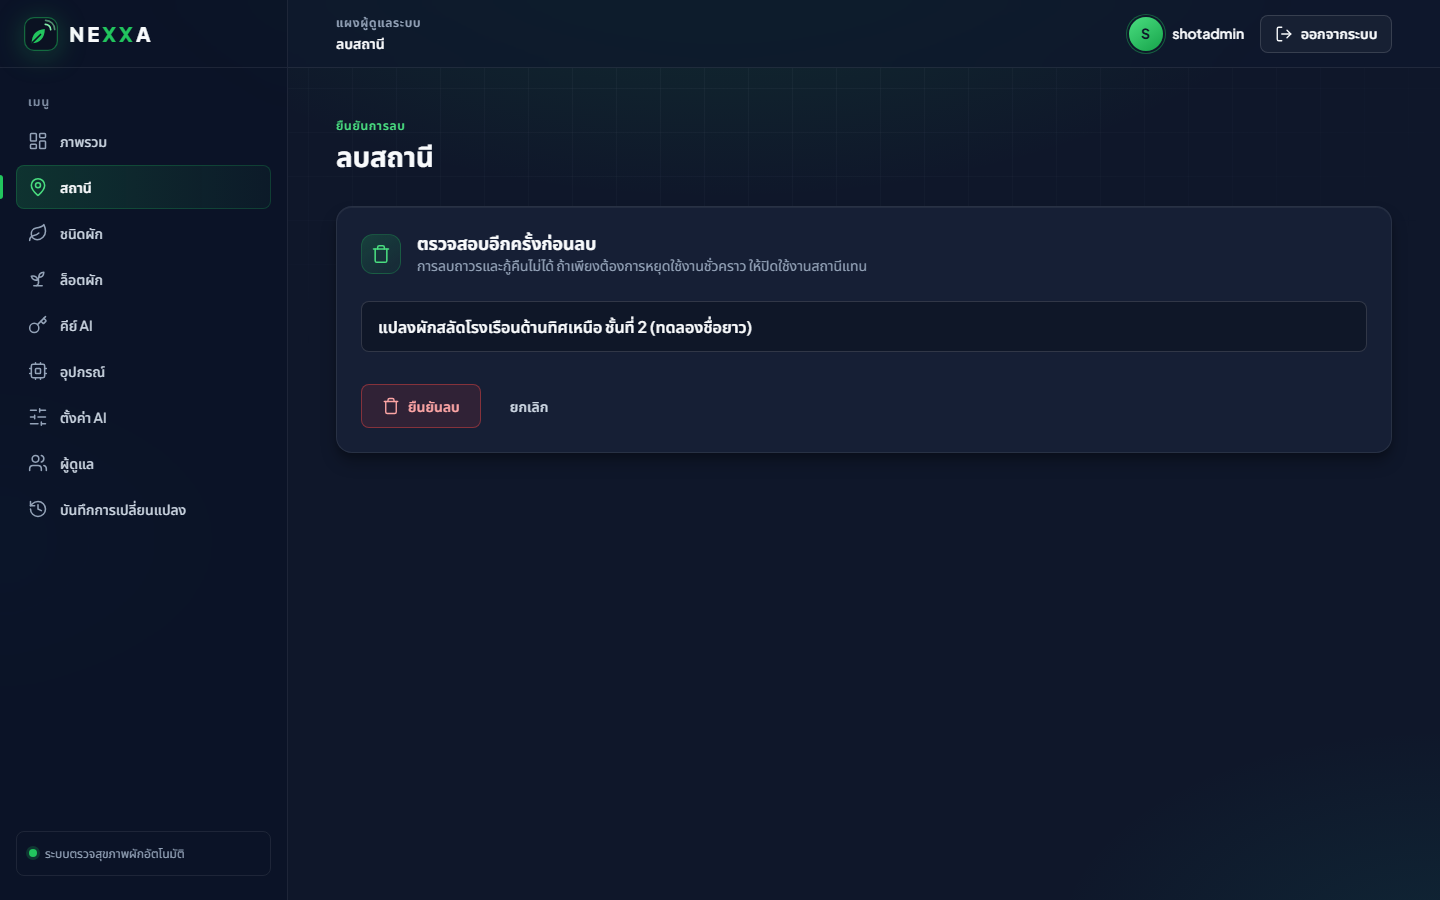 NEXXA
แผงผู้ดูแลระบบ
ลบสถานี
S
shotadmin
ออกจากระบบ
เมนู
ภาพรวม
สถานี
ชนิดผัก
ล็อตผัก
คีย์ AI
อุปกรณ์
ตั้งค่า AI
ผู้ดูแล
บันทึกการเปลี่ยนแปลง
ระบบตรวจสุขภาพผักอัตโนมัติ
ยืนยันการลบ
ลบสถานี
ตรวจสอบอีกครั้งก่อนลบ
การลบถาวรและกู้คืนไม่ได้ ถ้าเพียงต้องการหยุดใช้งานชั่วคราว ให้ปิดใช้งานสถานีแทน
แปลงผักสลัดโรงเรือนด้านทิศเหนือ ชั้นที่ 2 (ทดลองชื่อยาว)
ยืนยันลบ
ยกเลิก